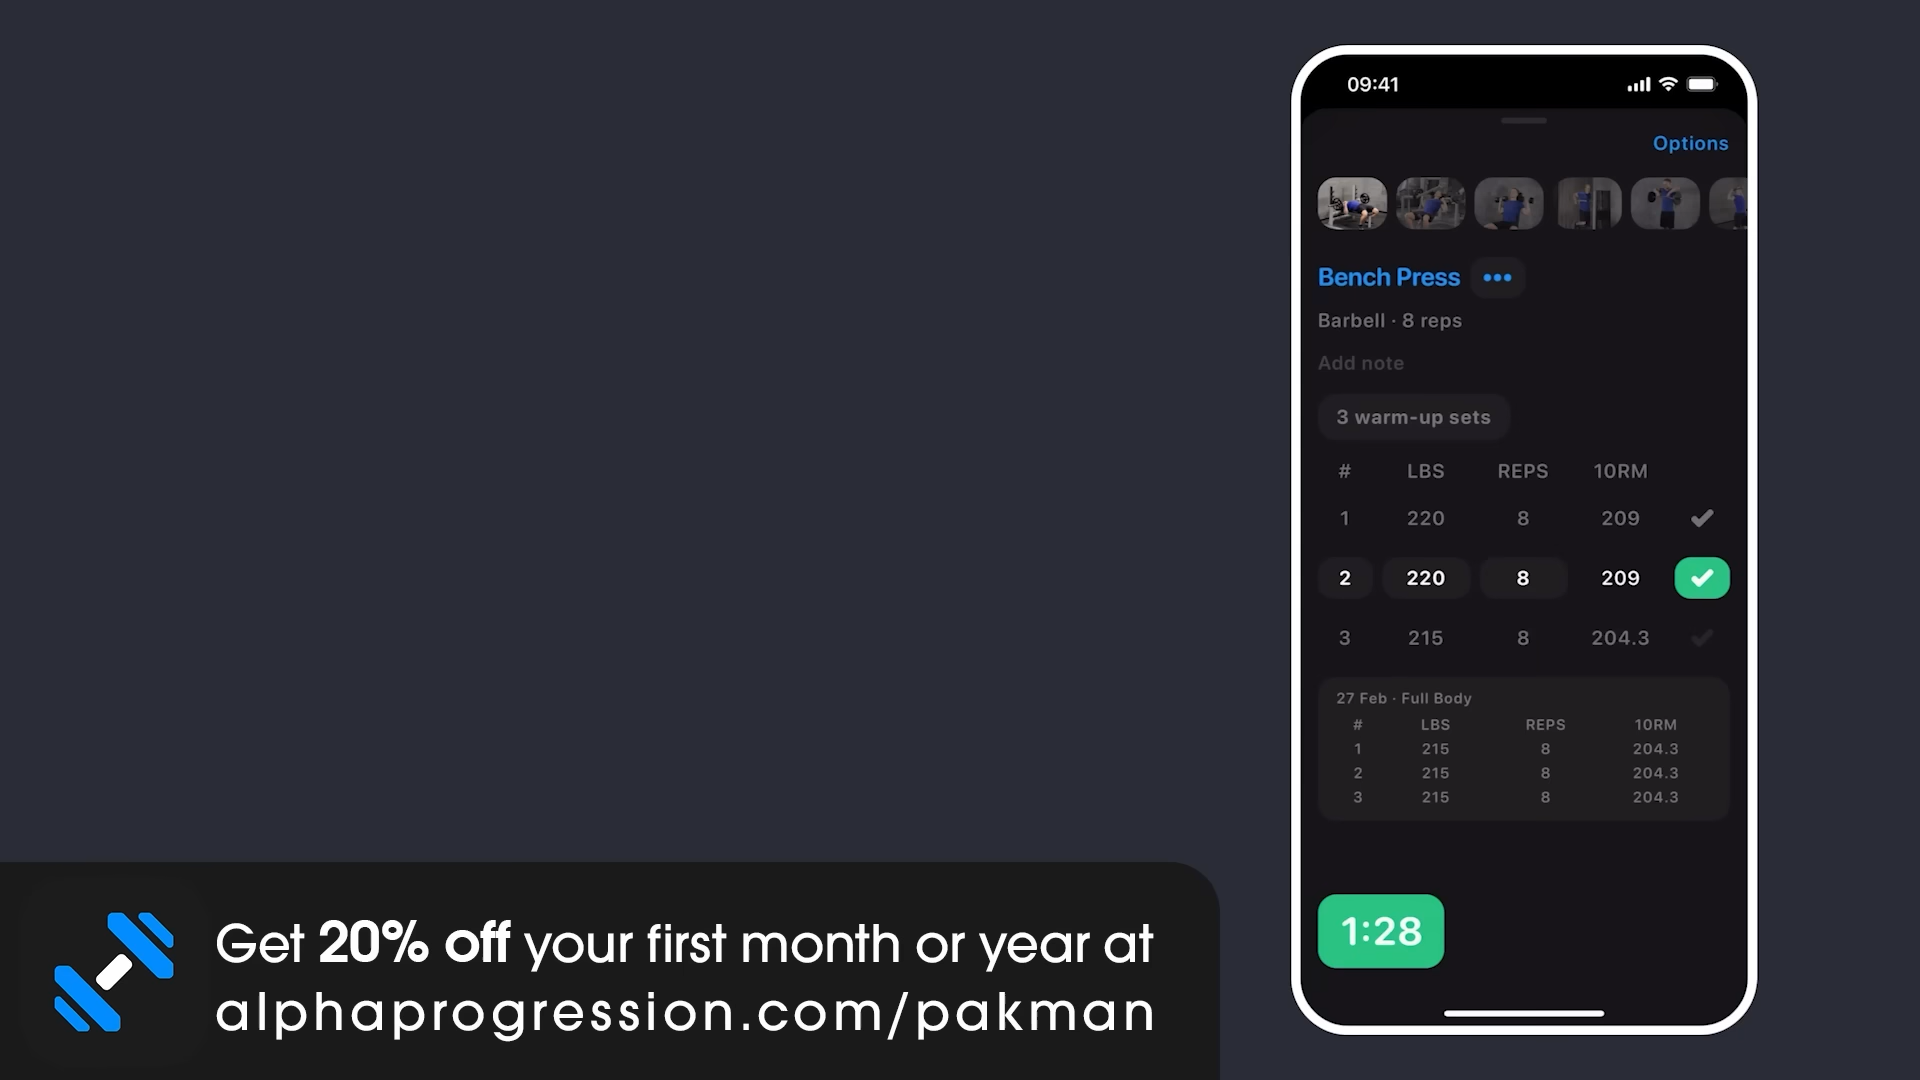 09:41
Options
Bench Press
Barbell · 8 reps
Add note
3 warm-up sets
# LBS REPS 10RM
1 220 8 209
2 220 8 209
3 215 8 204.3
27 Feb · Full Body
# LBS REPS 10RM
1 215 8 204.3
2 215 8 204.3
3 215 8 204.3
1:28
Get 20% off your first month or year at
alphaprogression.com/pakman